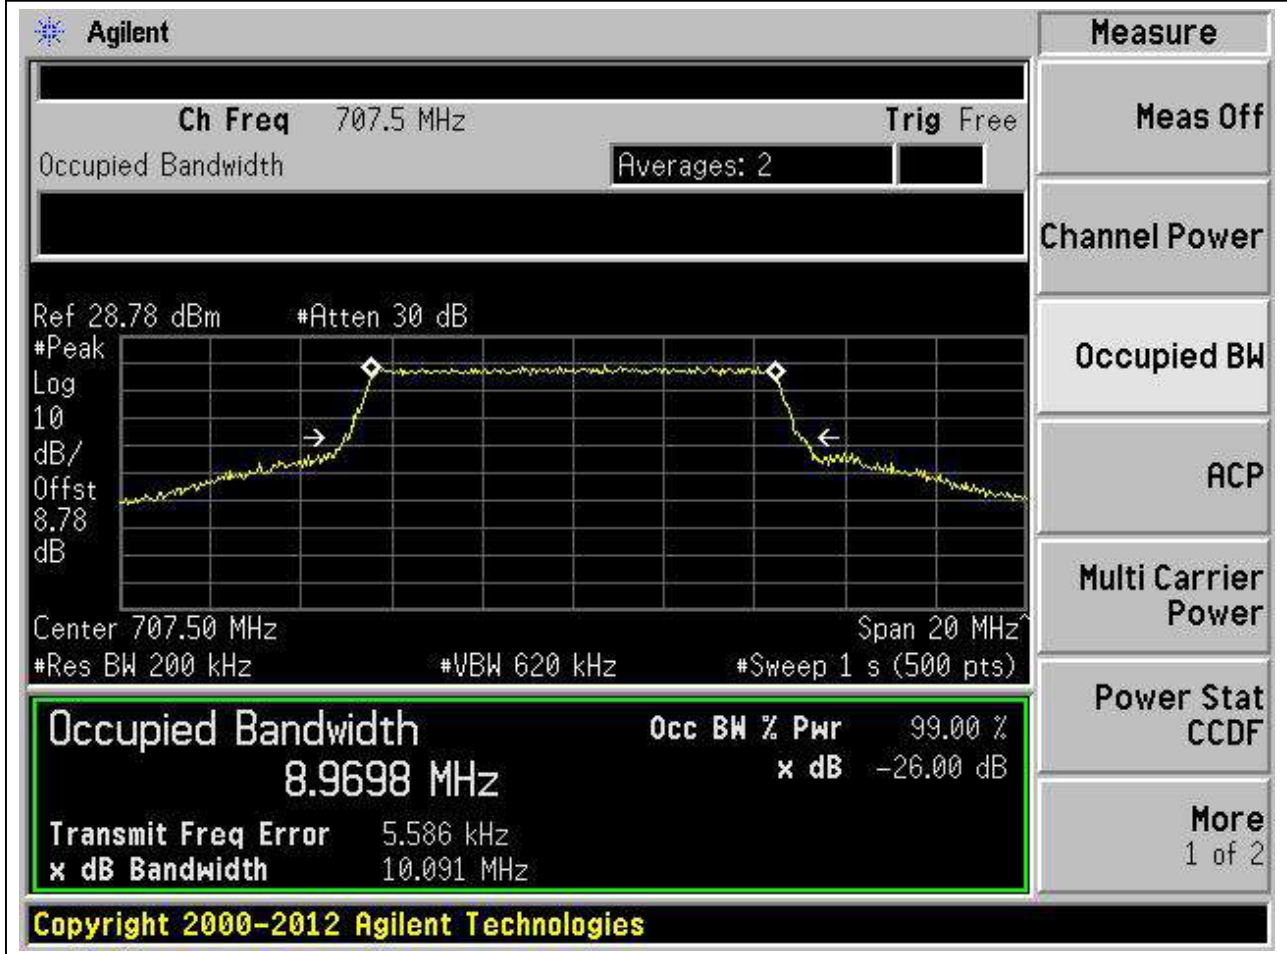 Agilent
Measure
Ch Freq 707.5 MHz Trig Free
Occupied Bandwidth Averages: 2
Meas Off
Channel Power
Occupied BW
ACP
Multi Carrier
Power
Power Stat
CCDF
More
1 of 2
Ref 28.78 dBm #Atten 30 dB
#Peak
Log
10
dB/
Offst
8.78
dB
Center 707.50 MHz Span 20 MHz^
#Res BW 200 kHz #VBW 620 kHz #Sweep 1 s (500 pts)
Occupied Bandwidth Occ BW % Pwr 99.00 %
8.9698 MHz x dB -26.00 dB
Transmit Freq Error 5.586 kHz
x dB Bandwidth 10.091 MHz
Copyright 2000-2012 Agilent Technologies